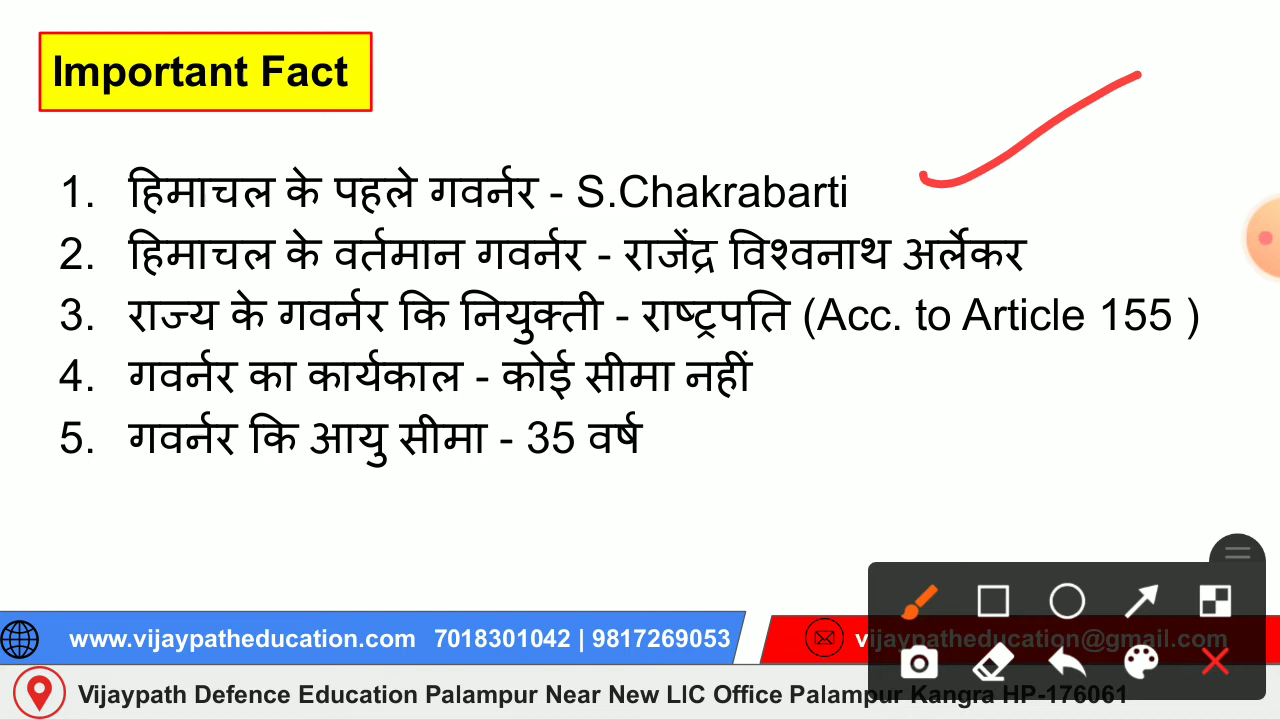 Important Fact
1. हिमाचल के पहले गवर्नर - S.Chakrabarti
2. हिमाचल के वर्तमान गवर्नर - राजेंद्र विश्वनाथ अर्लेकर
3. राज्य के गवर्नर कि नियुक्ती - राष्ट्रपति (Acc. to Article 155 )
4. गवर्नर का कार्यकाल - कोई सीमा नहीं
5. गवर्नर कि आयु सीमा - 35 वर्ष
www.vijaypatheducation.com 7018301042 | 9817269053 vijaypatheducation@gmail.com
Vijaypath Defence Education Palampur Near New LIC Office Palampur Kangra HP-176061